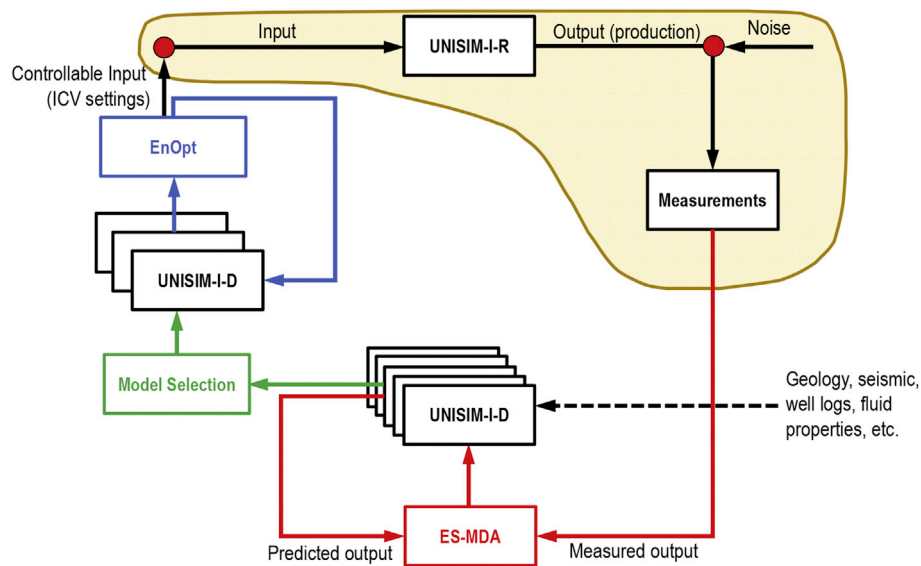 Input
UNISIM-I-R
Output (production)
Noise
Controllable Input
(ICV settings)
EnOpt
Measurements
UNISIM-I-D
Model Selection
UNISIM-I-D
Geology, seismic,
well logs, fluid
properties, etc.
ES-MDA
Predicted output
Measured output